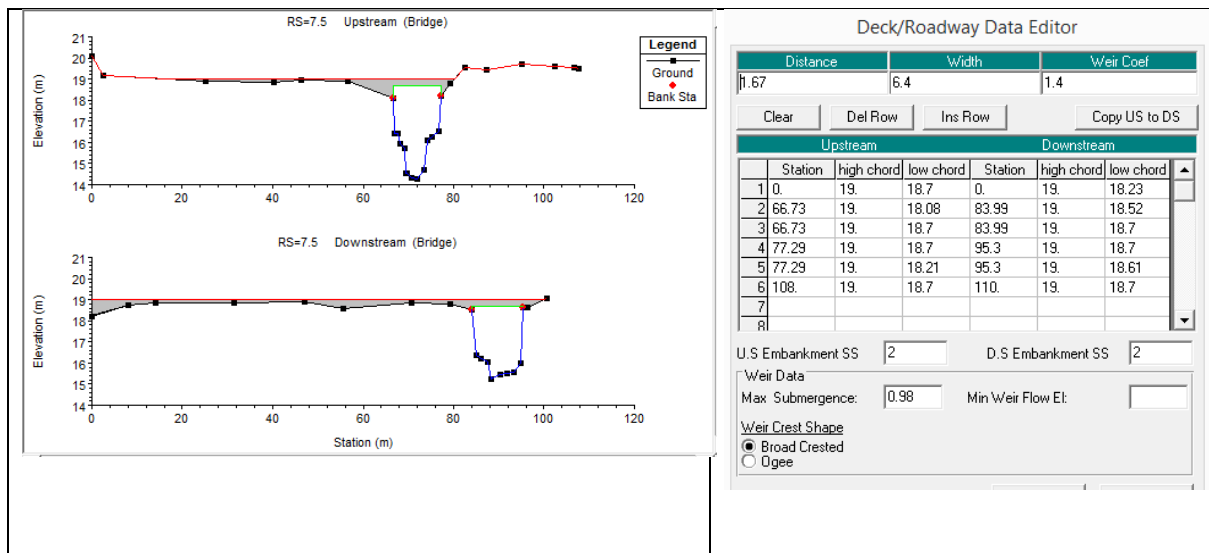 RS=7.5 Upstream (Bridge)
Elevation (m)
21
20
19
18
17
16
15
14
0 20 40 60 80 100 120
Legend
Ground
Bank Sta
RS=7.5 Downstream (Bridge)
Elevation (m)
21
20
19
18
17
16
15
14
0 20 40 60 80 100 120
Station (m)
Deck/Roadway Data Editor
Distance Width Weir Coef
1.67 6.4 1.4
Clear Del Row Ins Row Copy US to DS
Upstream Downstream
Station high chord low chord Station high chord low chord
1 0. 19. 18.7 0. 19. 18.23
2 66.73 19. 18.08 83.99 19. 18.52
3 66.73 19. 18.7 83.99 19. 18.7
4 77.29 19. 18.7 95.3 19. 18.7
5 77.29 19. 18.21 95.3 19. 18.61
6 108. 19. 18.7 110. 19. 18.7
7
8
U.S Embankment SS 2 D.S Embankment SS 2
Weir Data
Max Submergence: 0.98 Min Weir Flow El:
Weir Crest Shape
Broad Crested
Ogee